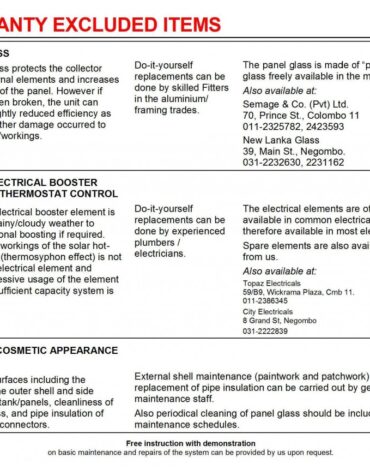 ANTY EXCLUDED ITEMS
SS
ss protects the collector
rnal elements and increases
of the panel. However if
en broken, the unit can
ghtly reduced efficiency as
ther damage occurred to
/workings.
Do-it-yourself
replacements can be
done by skilled Fitters
in the aluminium/
framing trades.
The panel glass is made of "p
glass freely available in the m
Also available at:
Semage & Co. (Pvt) Ltd.
70, Prince St., Colombo 11
011-2325782, 2423593
New Lanka Glass
39, Main St., Negombo.
031-2232630, 2231162
ECTRICAL BOOSTER
THERMOSTAT CONTROL
lectrical booster element is
ainy/cloudy weather to
onal boosting if required.
workings of the solar hot-
(thermosyphon effect) is not
electrical element and
essive usage of the element
sufficient capacity system is
Do-it-yourself
replacements can be
done by experienced
plumbers /
electricians.
The electrical elements are of
available in common electrica
therefore available in most ele
Spare elements are also avai
from us.
Also available at:
Topaz Electricals
59/B9, Wickrama Plaza, Cmb 11.
011-2386345
City Electricals
8 Grand St, Negombo
031-2222839
COSMETIC APPEARANCE
urfaces including the
he outer shell and side
tank/panels, cleanliness of
ss, and pipe insulation of
connectors.
External shell maintenance (paintwork and patchwork)
replacement of pipe insulation can be carried out by ge
maintenance staff.
Also periodical cleaning of panel glass should be includ
maintenance schedules.
Free instruction with demonstration
on basic maintenance and repairs of the system can be provided by us upon request.